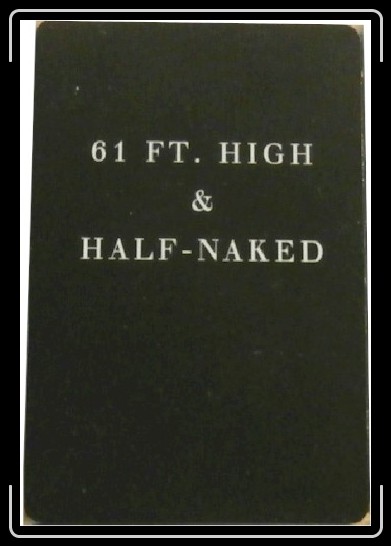 61 FT. HIGH
&
HALF-NAKED